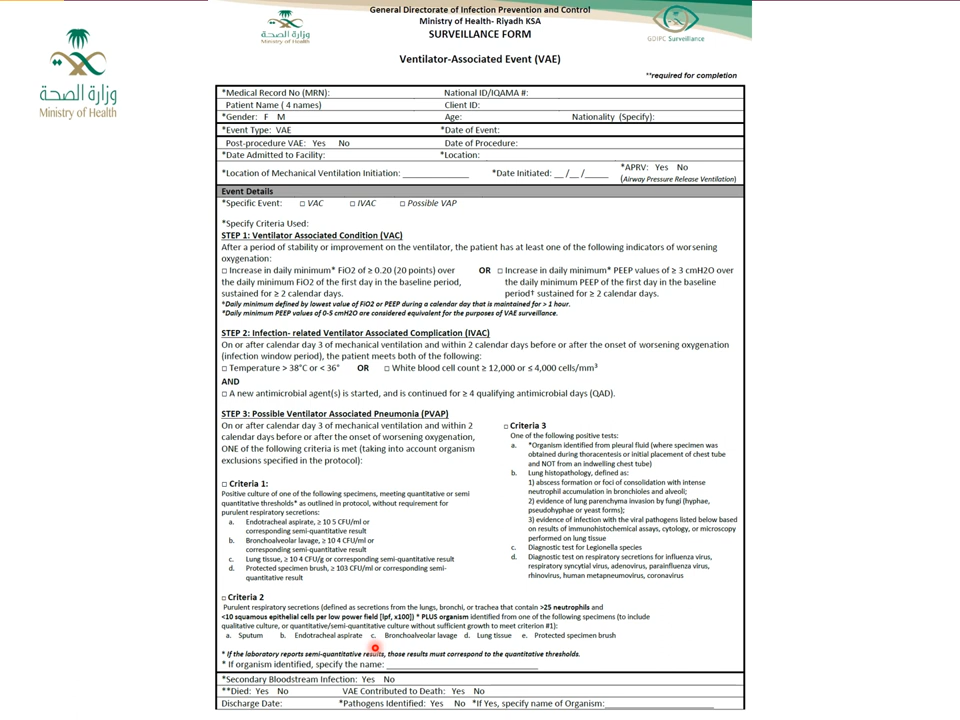 وزارة الصحة
Ministry of Health
وزارة الصحة
Ministry of Health
General Directorate of Infection Prevention and Control
Ministry of Health- Riyadh KSA
SURVEILLANCE FORM
GDIPC Surveillance
Ventilator-Associated Event (VAE)
**required for completion
*Medical Record No (MRN): National ID/IQAMA #:
Patient Name ( 4 names) Client ID:
*Gender: F M Age: Nationality (Specify):
*Event Type: VAE *Date of Event:
Post-procedure VAE: Yes No Date of Procedure:
*Date Admitted to Facility: *Location:
*Location of Mechanical Ventilation Initiation: ______________ *Date Initiated: __ /__ /_____ *APRV: Yes No
(Airway Pressure Release Ventilation)
Event Details
*Specific Event: □ VAC □ IVAC □ Possible VAP
*Specify Criteria Used:
STEP 1: Ventilator Associated Condition (VAC)
After a period of stability or improvement on the ventilator, the patient has at least one of the following indicators of worsening
oxygenation:
□ Increase in daily minimum* FiO2 of ≥ 0.20 (20 points) over
the daily minimum FiO2 of the first day in the baseline period,
sustained for ≥ 2 calendar days.
OR □ Increase in daily minimum* PEEP values of ≥ 3 cmH2O over
the daily minimum PEEP of the first day in the baseline
period† sustained for ≥ 2 calendar days.
*Daily minimum defined by lowest value of FiO2 or PEEP during a calendar day that is maintained for > 1 hour.
*Daily minimum PEEP values of 0-5 cmH2O are considered equivalent for the purposes of VAE surveillance.
STEP 2: Infection- related Ventilator Associated Complication (IVAC)
On or after calendar day 3 of mechanical ventilation and within 2 calendar days before or after the onset of worsening oxygenation
(infection window period), the patient meets both of the following:
□ Temperature > 38°C or < 36° OR □ White blood cell count ≥ 12,000 or ≤ 4,000 cells/mm³
AND
□ A new antimicrobial agent(s) is started, and is continued for ≥ 4 qualifying antimicrobial days (QAD).
STEP 3: Possible Ventilator Associated Pneumonia (PVAP)
On or after calendar day 3 of mechanical ventilation and within 2
calendar days before or after the onset of worsening oxygenation,
ONE of the following criteria is met (taking into account organism
exclusions specified in the protocol):
□ Criteria 1:
Positive culture of one of the following specimens, meeting quantitative or semi
quantitative thresholds* as outlined in protocol, without requirement for
purulent respiratory secretions:
a. Endotracheal aspirate, ≥ 10 5 CFU/ml or
corresponding semi-quantitative result
b. Bronchoalveolar lavage, ≥ 10 4 CFU/ml or
corresponding semi-quantitative result
c. Lung tissue, ≥ 10 4 CFU/g or corresponding semi-quantitative result
d. Protected specimen brush, ≥ 103 CFU/ml or corresponding semi-
quantitative result
□ Criteria 3
One of the following positive tests:
a. *Organism identified from pleural fluid (where specimen was
obtained during thoracentesis or initial placement of chest tube
and NOT from an indwelling chest tube)
b. Lung histopathology, defined as:
1) abscess formation or foci of consolidation with intense
neutrophil accumulation in bronchioles and alveoli;
2) evidence of lung parenchyma invasion by fungi (hyphae,
pseudohyphae or yeast forms);
3) evidence of infection with the viral pathogens listed below based
on results of immunohistochemical assays, cytology, or microscopy
performed on lung tissue
c. Diagnostic test for Legionella species
d. Diagnostic test on respiratory secretions for influenza virus,
respiratory syncytial virus, adenovirus, parainfluenza virus,
rhinovirus, human metapneumovirus, coronavirus
□ Criteria 2
Purulent respiratory secretions (defined as secretions from the lungs, bronchi, or trachea that contain >25 neutrophils and
<10 squamous epithelial cells per low power field [lpf, x100]) * PLUS organism identified from one of the following specimens (to include
qualitative culture, or quantitative/semi-quantitative culture without sufficient growth to meet criterion #1):
a. Sputum b. Endotracheal aspirate c. Bronchoalveolar lavage d. Lung tissue e. Protected specimen brush
* If the laboratory reports semi-quantitative results, those results must correspond to the quantitative thresholds.
* If organism identified, specify the name: ________________________________
*Secondary Bloodstream Infection: Yes No
**Died: Yes No VAE Contributed to Death: Yes No
Discharge Date: *Pathogens Identified: Yes No *If Yes, specify name of Organism:_______________________